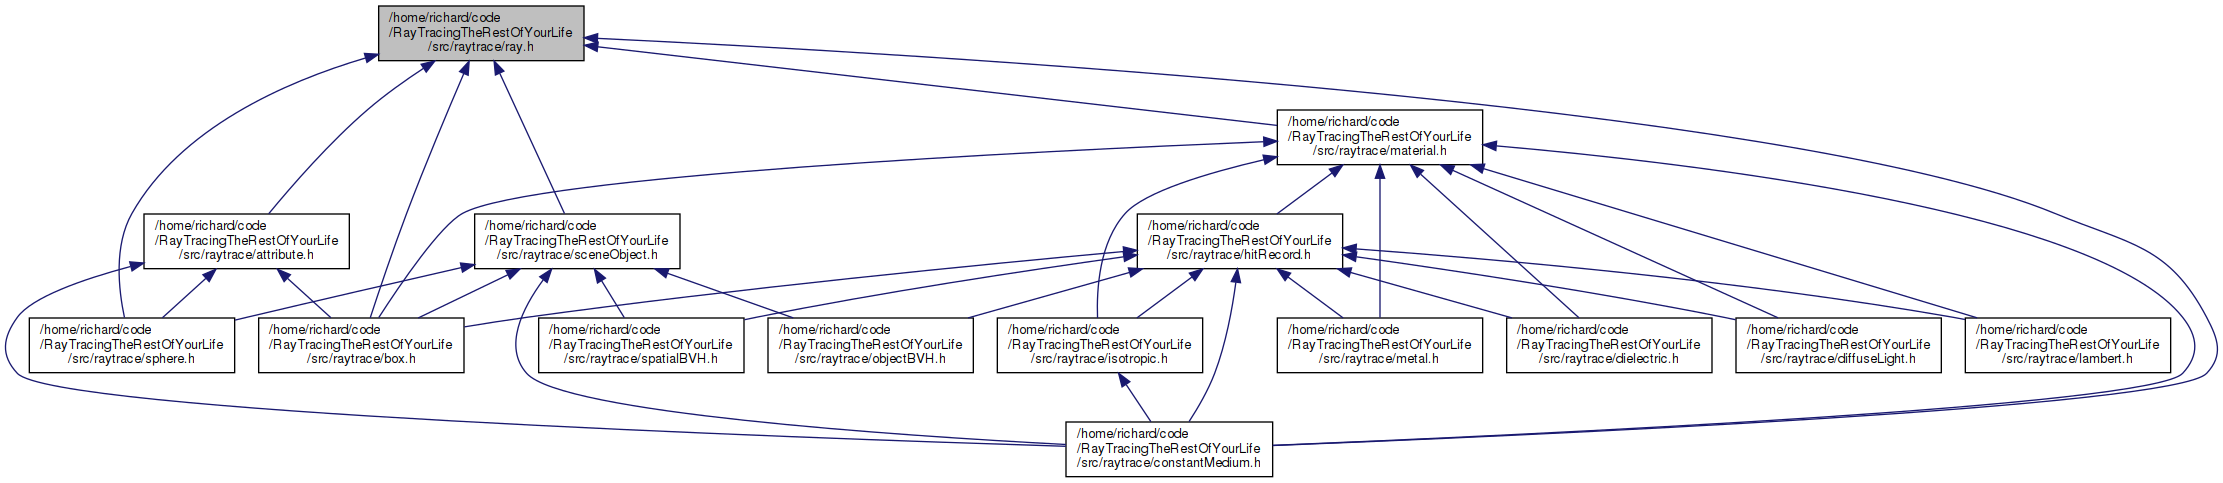 /home/richard/code
/RayTracingTheRestOfYourLife
/src/raytrace/ray.h
/home/richard/code
/RayTracingTheRestOfYourLife
/src/raytrace/material.h
/home/richard/code
/RayTracingTheRestOfYourLife
/src/raytrace/attribute.h
/home/richard/code
/RayTracingTheRestOfYourLife
/src/raytrace/sceneObject.h
/home/richard/code
/RayTracingTheRestOfYourLife
/src/raytrace/hitRecord.h
/home/richard/code
/RayTracingTheRestOfYourLife
/src/raytrace/sphere.h
/home/richard/code
/RayTracingTheRestOfYourLife
/src/raytrace/box.h
/home/richard/code
/RayTracingTheRestOfYourLife
/src/raytrace/spatialBVH.h
/home/richard/code
/RayTracingTheRestOfYourLife
/src/raytrace/objectBVH.h
/home/richard/code
/RayTracingTheRestOfYourLife
/src/raytrace/isotropic.h
/home/richard/code
/RayTracingTheRestOfYourLife
/src/raytrace/metal.h
/home/richard/code
/RayTracingTheRestOfYourLife
/src/raytrace/dielectric.h
/home/richard/code
/RayTracingTheRestOfYourLife
/src/raytrace/diffuseLight.h
/home/richard/code
/RayTracingTheRestOfYourLife
/src/raytrace/lambert.h
/home/richard/code
/RayTracingTheRestOfYourLife
/src/raytrace/constantMedium.h